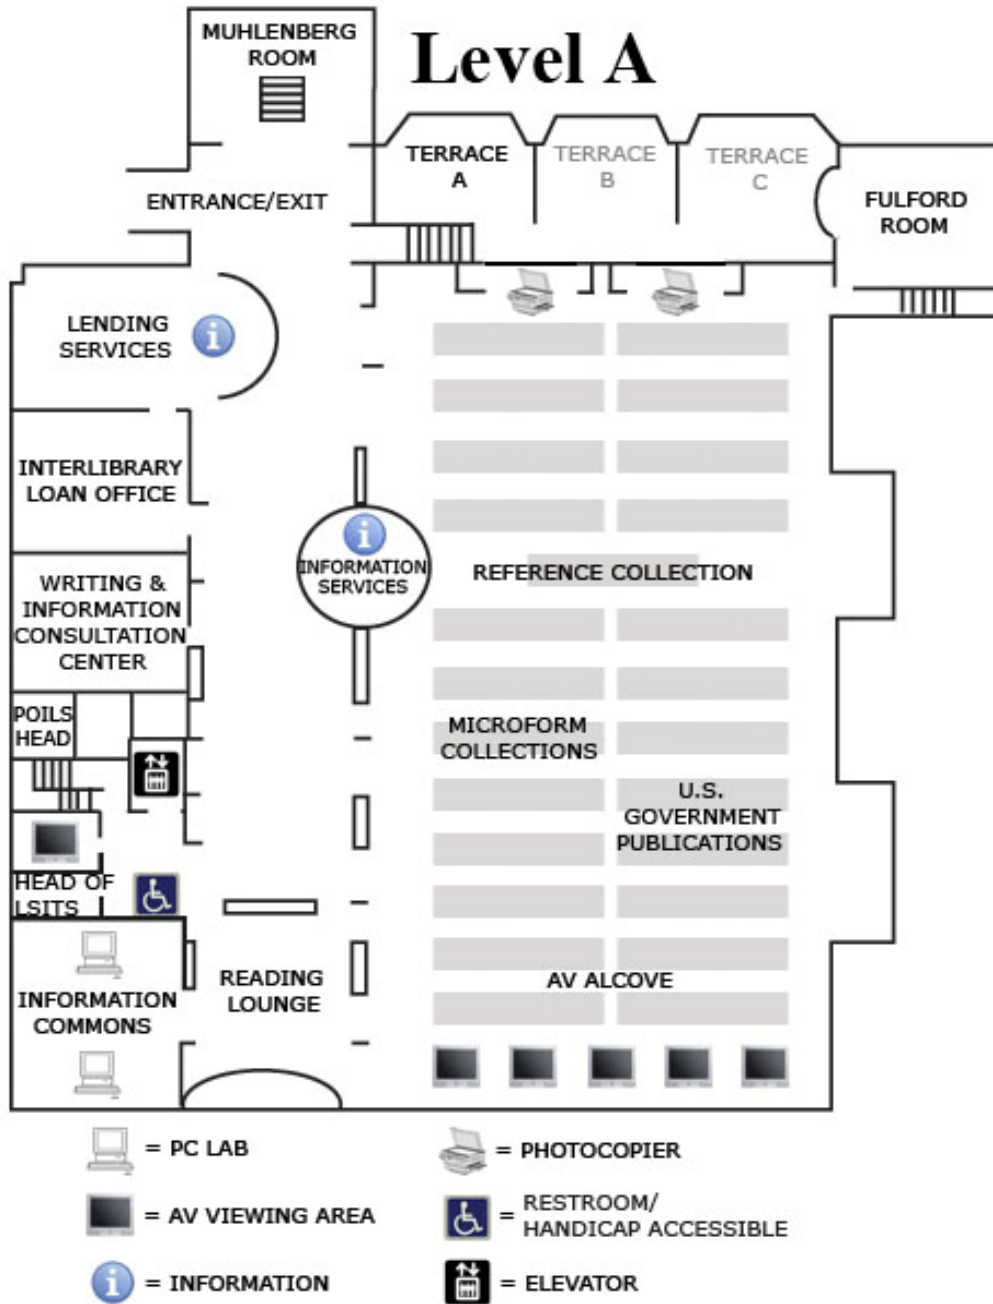 MUHLENBERG
ROOM
Level A
TERRACE
A
TERRACE
B
TERRACE
C
ENTRANCE/EXIT
FULFORD
ROOM
LENDING
SERVICES
i
INTERLIBRARY
LOAN OFFICE
i
INFORMATION
SERVICES
REFERENCE COLLECTION
WRITING &
INFORMATION
CONSULTATION
CENTER
POILS
HEAD
MICROFORM
COLLECTIONS
U.S.
GOVERNMENT
PUBLICATIONS
HEAD OF
LSITS
READING
LOUNGE
AV ALCOVE
INFORMATION
COMMONS
= PC LAB
= PHOTOCOPIER
= AV VIEWING AREA
= RESTROOM/
HANDICAP ACCESSIBLE
i = INFORMATION
= ELEVATOR